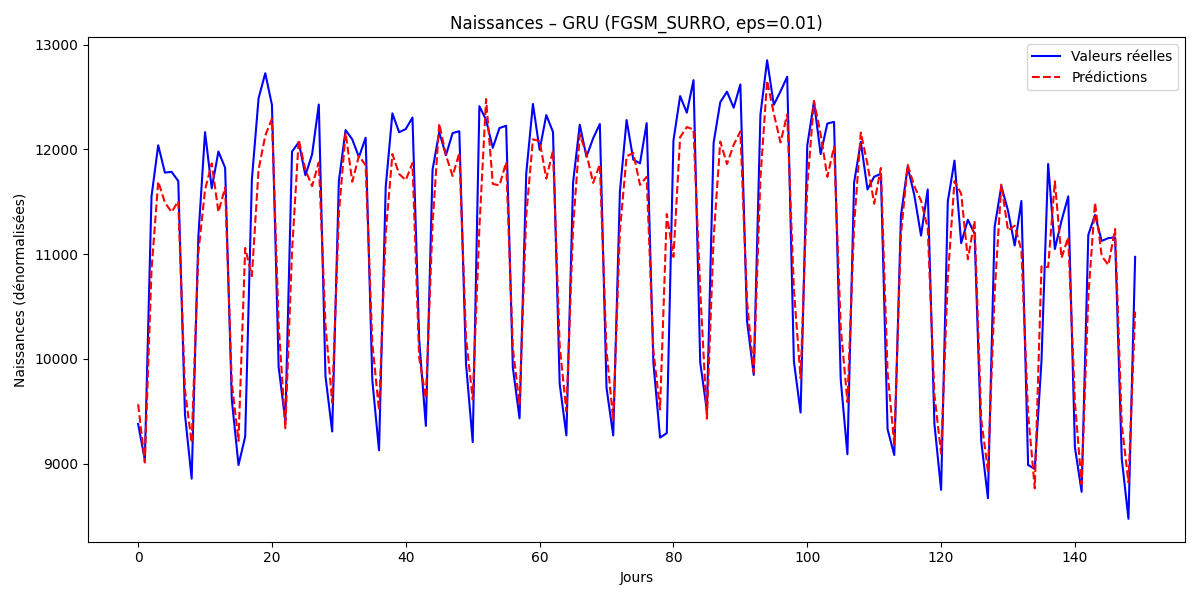 Naissances – GRU (FGSM_SURRO, eps=0.01)
Valeurs réelles
Prédictions
Naissances (dénormalisées)
13000
12000
11000
10000
9000
0 20 40 60 80 100 120 140
Jours